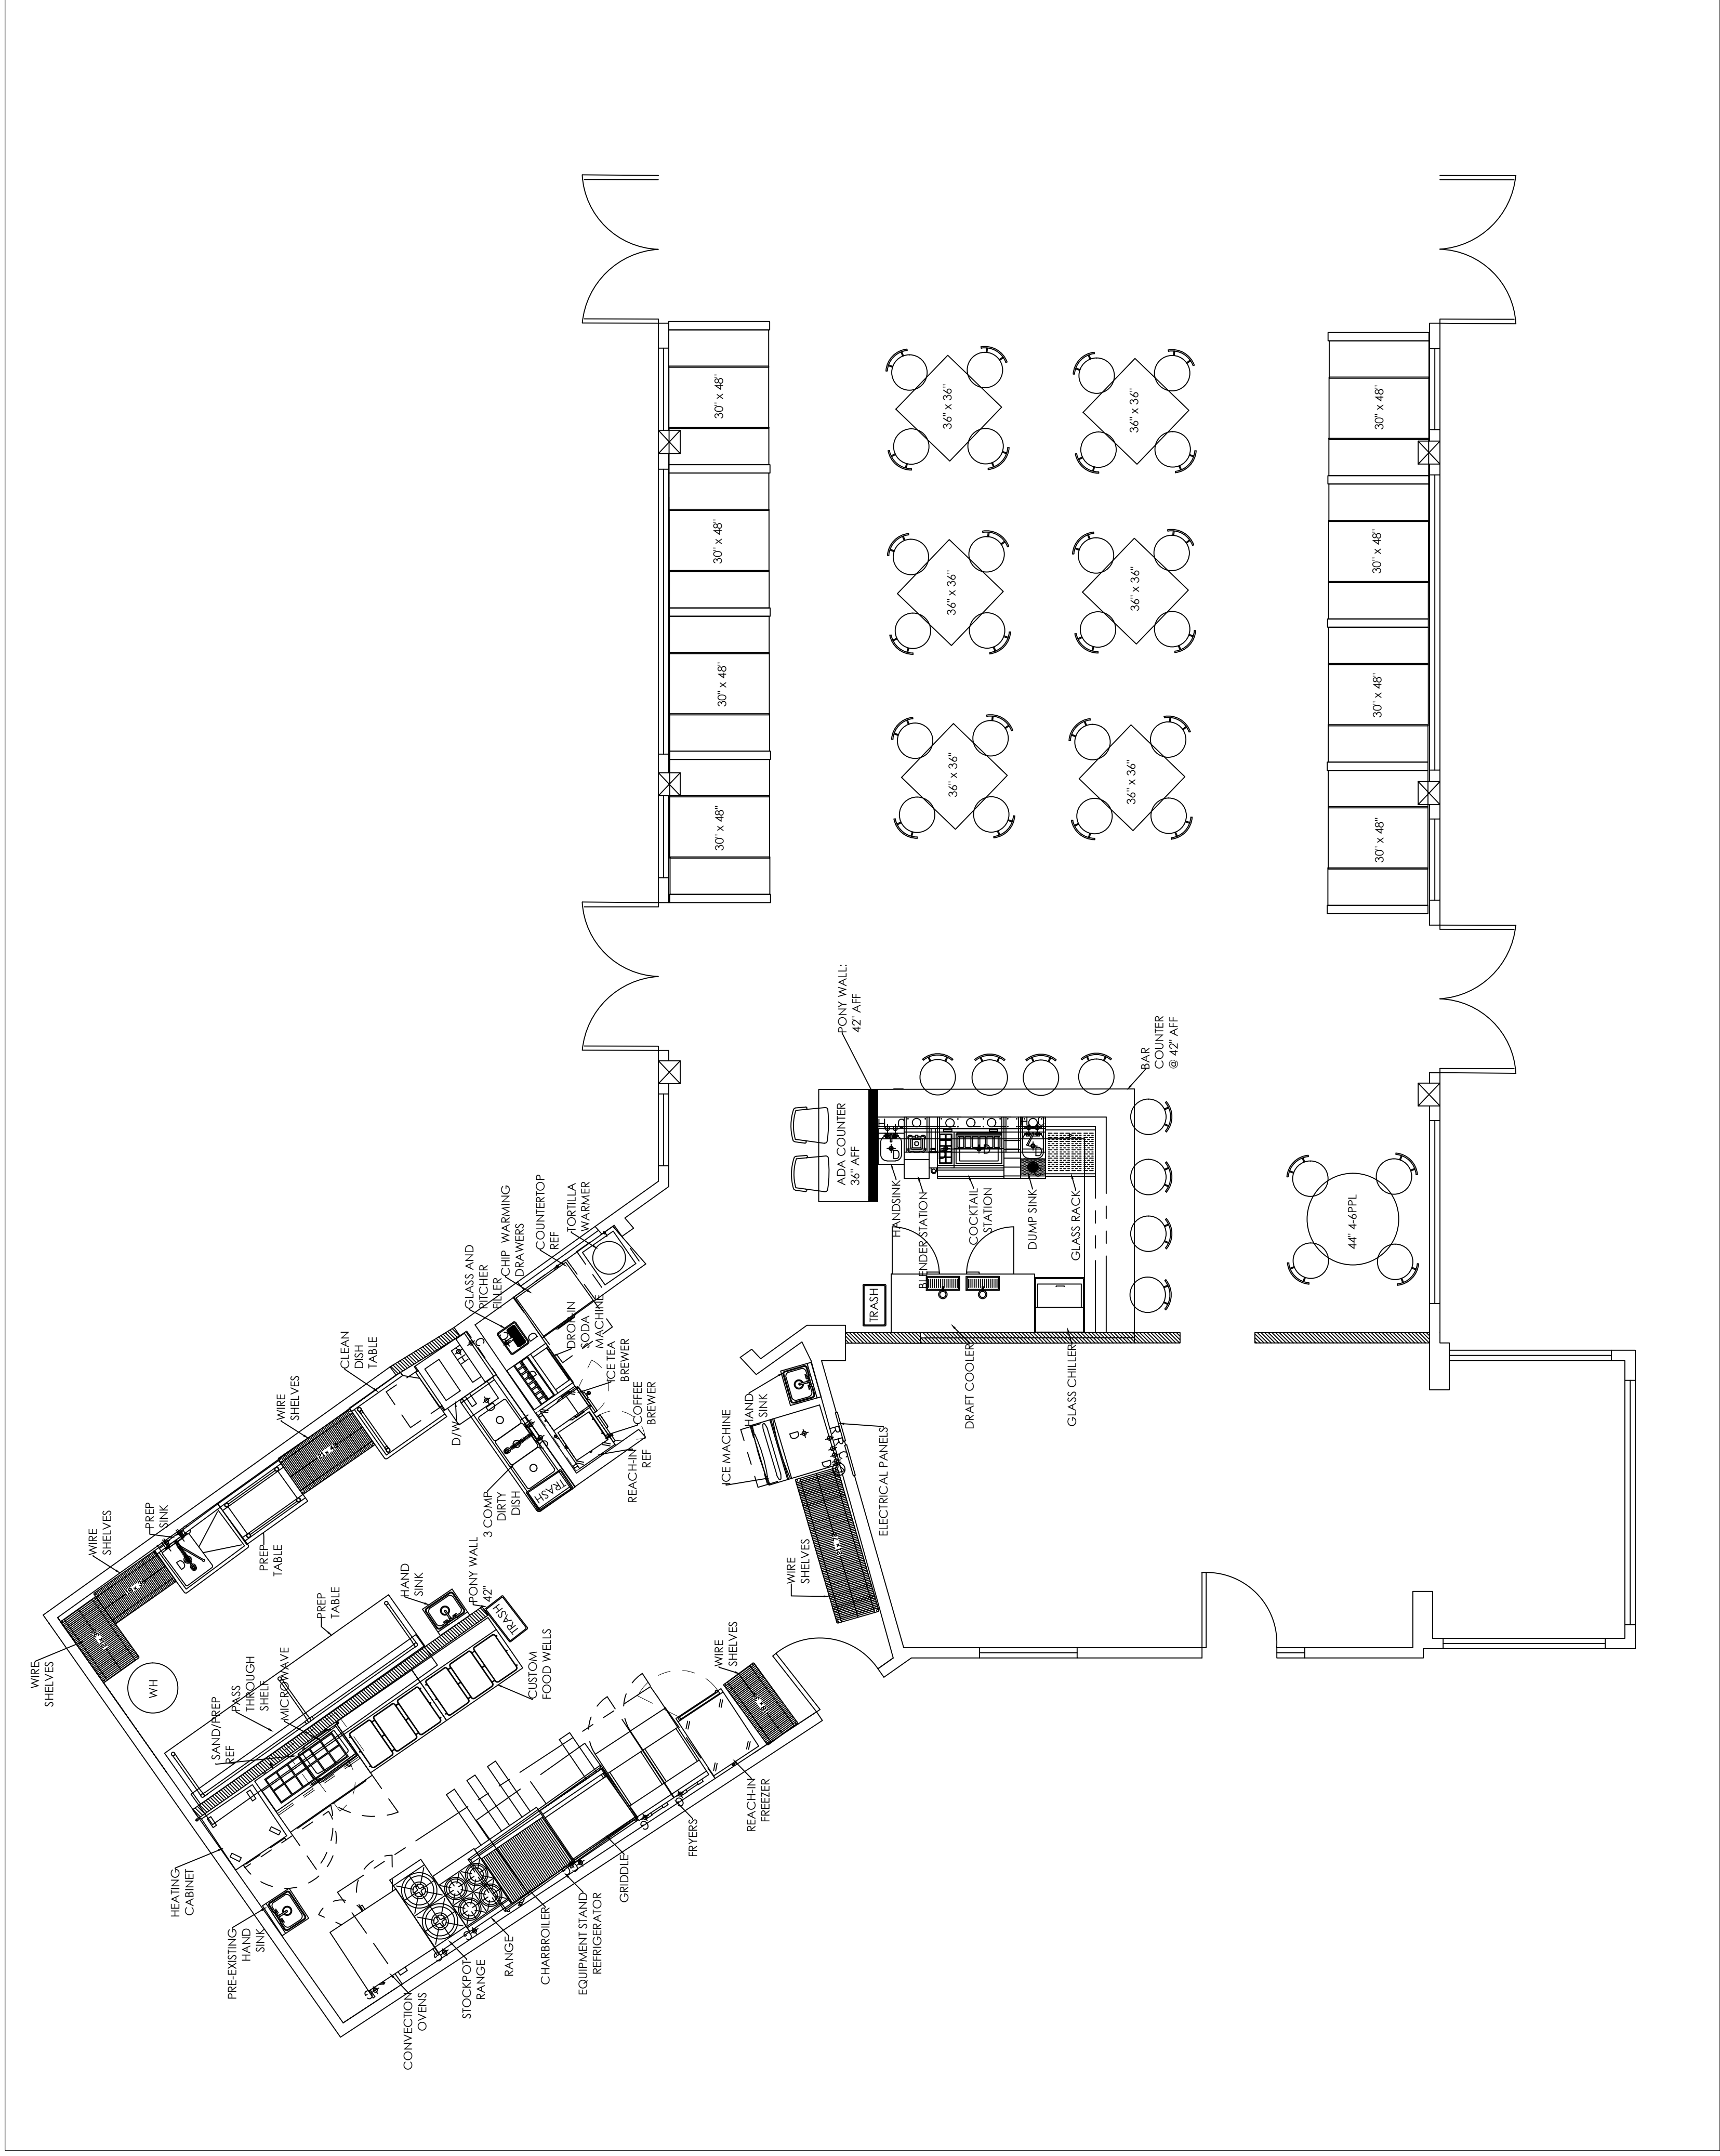 30" x 48"
30" x 48"
30" x 48"
30" x 48"
36" x 36"
36" x 36"
36" x 36"
36" x 36"
36" x 36"
36" x 36"
30" x 48"
30" x 48"
30" x 48"
30" x 48"
PONY WALL:
42" AFF
BAR
COUNTER
@ 42" AFF
ADA COUNTER
36" AFF
HANDSINK
BLENDER STATION
COCKTAIL
STATION
DUMP SINK
GLASS RACK
TRASH
DRAFT COOLER
GLASS CHILLER
44" 4-6PPL
TORTILLA
WARMER
COUNTERTOP
REF
CHIP WARMING
DRAWERS
GLASS AND
PITCHER
FILLER
DROP-IN
SODA
MACHINE
ICE TEA
BREWER
COFFEE
BREWER
REACH-IN
REF
CLEAN
DISH
TABLE
D/W
3 COMP
DIRTY
DISH
TRASH
WIRE
SHELVES
PREP
SINK
PREP
TABLE
WIRE
SHELVES
WIRE
SHELVES
WH
PREP
TABLE
HAND
SINK
PONY WALL
42"
TRASH
CUSTOM
FOOD WELLS
MICROWAVE
PASS
THROUGH
SHELF
SAND/PREP
REF
HEATING
CABINET
PRE-EXISTING
HAND
SINK
CONVECTION
OVENS
STOCKPOT
RANGE
RANGE
CHARBROILER
EQUIPMENT STAND
REFRIGERATOR
GRIDDLE
FRYERS
REACH-IN
FREEZER
WIRE
SHELVES
WIRE
SHELVES
ICE MACHINE
HAND
SINK
ELECTRICAL PANELS